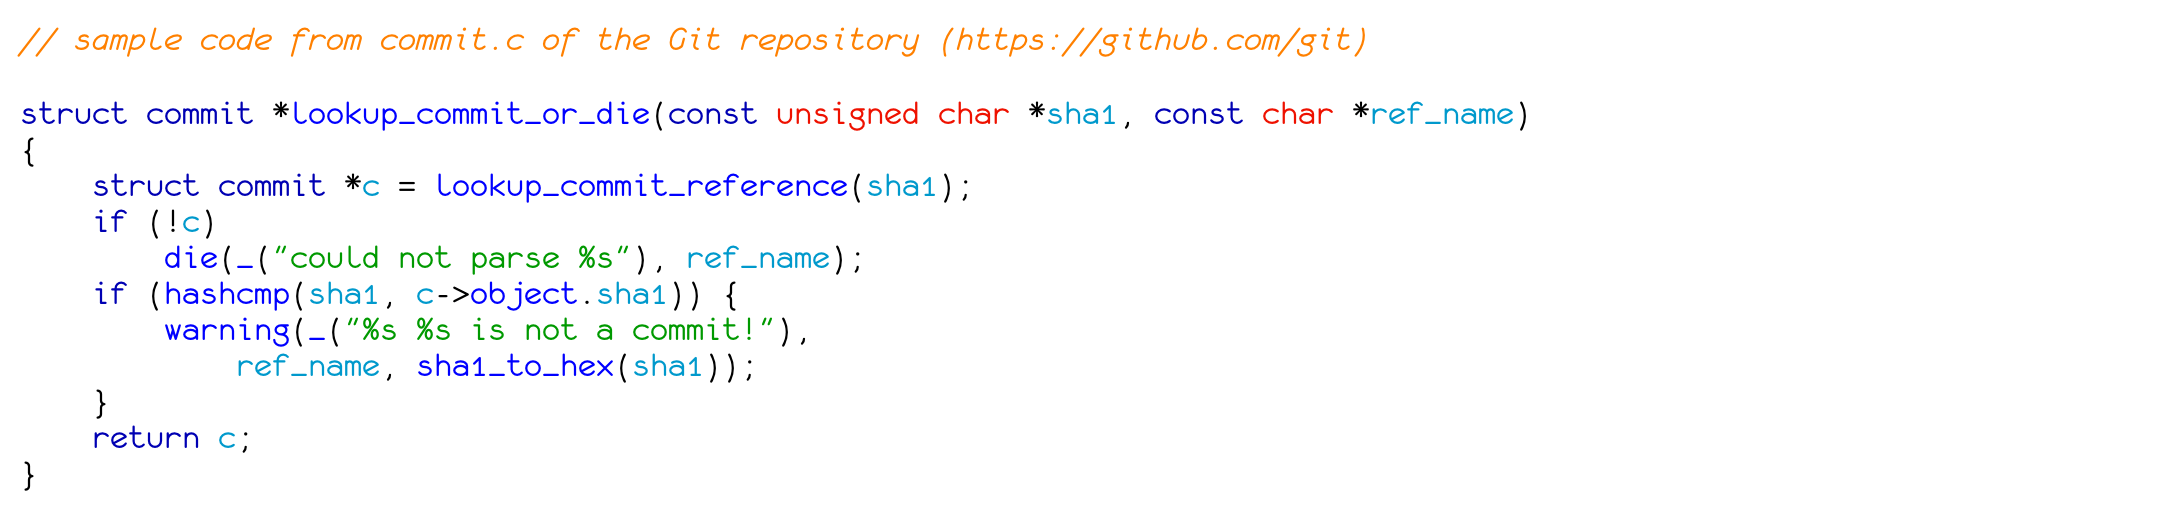 // sample code from commit.c of the Git repository (https://github.com/git)

struct commit *lookup_commit_or_die(const unsigned char *sha1, const char *ref_name)
{
    struct commit *c = lookup_commit_reference(sha1);
    if (!c)
        die(_("could not parse %s"), ref_name);
    if (hashcmp(sha1, c->object.sha1)) {
        warning(_("%s %s is not a commit!"),
            ref_name, sha1_to_hex(sha1));
    }
    return c;
}